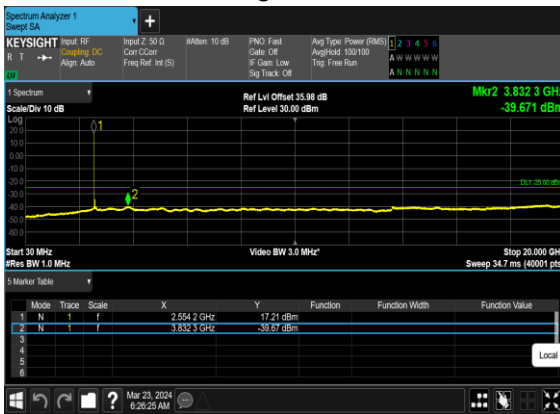 Spectrum Analyzer 1
Swept SA
KEYSIGHT Input: RF Input Z: 50 Ω #Atten: 10 dB PNO: Fast Avg Type: Power (RMS) 1 2 3 4 5 6
R T Coupling: DC Corr CCorr Gate: Off Avg|Hold: 100/100 A W W W W W
Align: Auto Freq Ref: Int (S) IF Gain: Low Trig: Free Run
LV Sig Track: Off A N N N N N
1 Spectrum Ref Lvl Offset 35.98 dB Mkr2 3.832 3 GHz
Scale/Div 10 dB Ref Level 30.00 dBm -39.671 dBm
Log
20.0
10.0
0.00
-10.0
-20.0
-30.0
-40.0
-50.0
-60.0
1
2
DL1 -25.00 dBm
Start 30 MHz Video BW 3.0 MHz* Stop 20.000 GHz
#Res BW 1.0 MHz Sweep 34.7 ms (40001 pts
5 Marker Table
Mode Trace Scale X Y Function Function Width Function Value
1 N 1 f 2.554 2 GHz 17.21 dBm
2 N 1 f 3.832 3 GHz -39.67 dBm
3
4
5
6
Local
Mar 23, 2024
6:26:25 AM